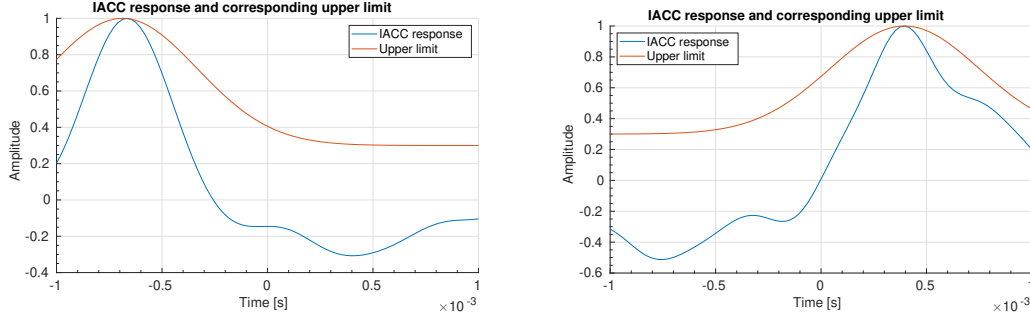 IACC response and corresponding upper limit
1
0.8
0.6
0.4
0.2
0
-0.2
-0.4
Amplitude
IACC response
Upper limit
-1
-0.5
0
0.5
1
Time [s]
×10 -3
IACC response and corresponding upper limit
1
0.8
0.6
0.4
0.2
0
-0.2
-0.4
-0.6
Amplitude
IACC response
Upper limit
-1
-0.5
0
0.5
1
Time [s]
×10 -3